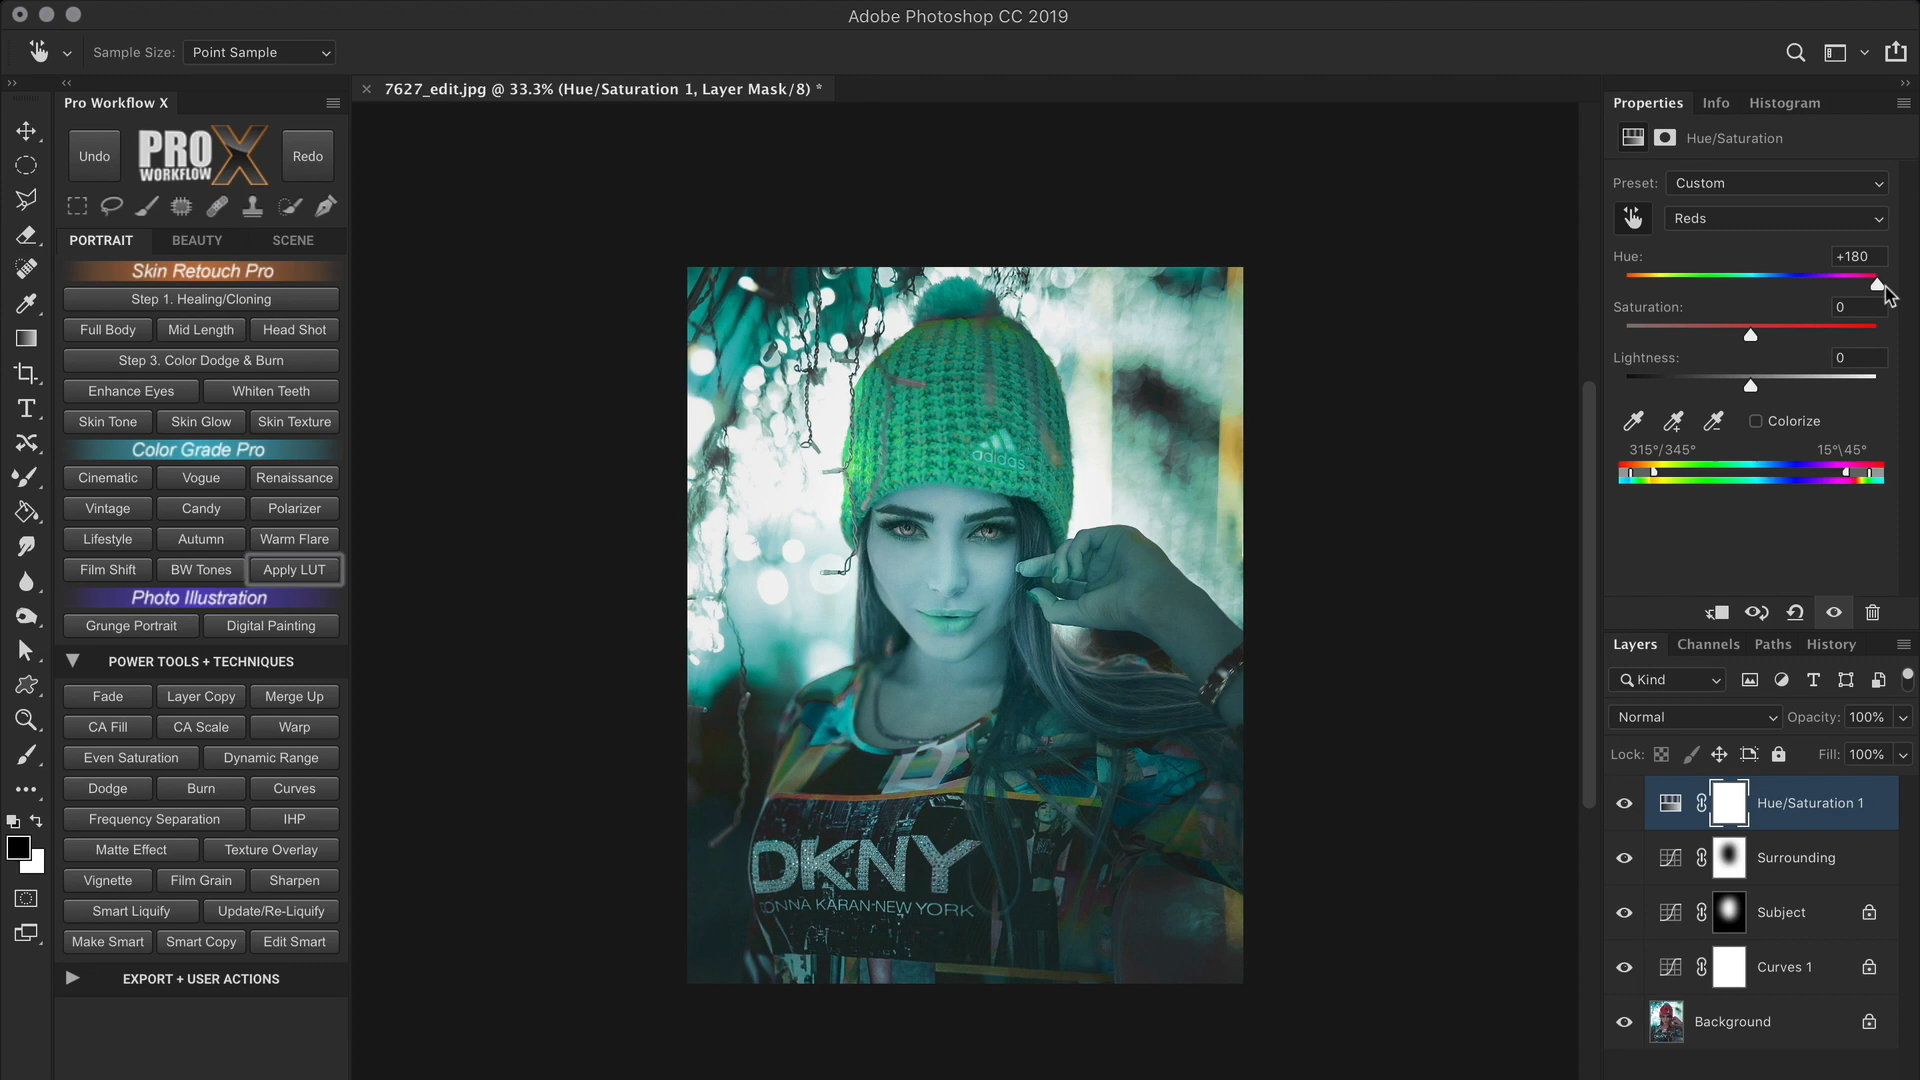 Adobe Photoshop CC 2019
Sample Size: Point Sample
Pro Workflow X
Undo
PRO X
WORKFLOW
Redo
PORTRAIT BEAUTY SCENE
Skin Retouch Pro
Step 1. Healing/Cloning
Full Body Mid Length Head Shot
Step 3. Color Dodge & Burn
Enhance Eyes Whiten Teeth
Skin Tone Skin Glow Skin Texture
Color Grade Pro
Cinematic Vogue Renaissance
Vintage Candy Polarizer
Lifestyle Autumn Warm Flare
Film Shift BW Tones Apply LUT
Photo Illustration
Grunge Portrait Digital Painting
POWER TOOLS + TECHNIQUES
Fade Layer Copy Merge Up
CA Fill CA Scale Warp
Even Saturation Dynamic Range
Dodge Burn Curves
Frequency Separation IHP
Matte Effect Texture Overlay
Vignette Film Grain Sharpen
Smart Liquify Update/Re-Liquify
Make Smart Smart Copy Edit Smart
EXPORT + USER ACTIONS
7627_edit.jpg @ 33.3% (Hue/Saturation 1, Layer Mask/8) *
adidas
DKNY
DONNA KARAN-NEW YORK
Properties Info Histogram
Hue/Saturation
Preset: Custom
Reds
Hue: +180
Saturation: 0
Lightness: 0
Colorize
315°/345° 15°\45°
Layers Channels Paths History
Kind
Normal Opacity: 100%
Lock: Fill: 100%
Hue/Saturation 1
Surrounding
Subject
Curves 1
Background